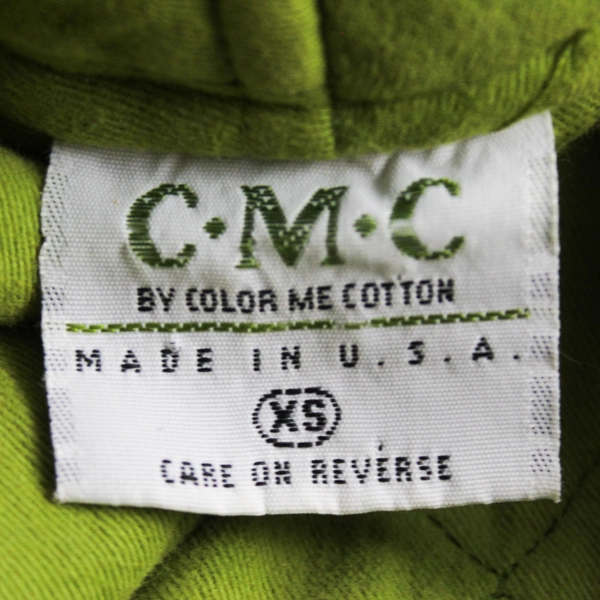 C·M·C
BY COLOR ME COTTON
MADE IN U.S.A.
XS
CARE ON REVERSE